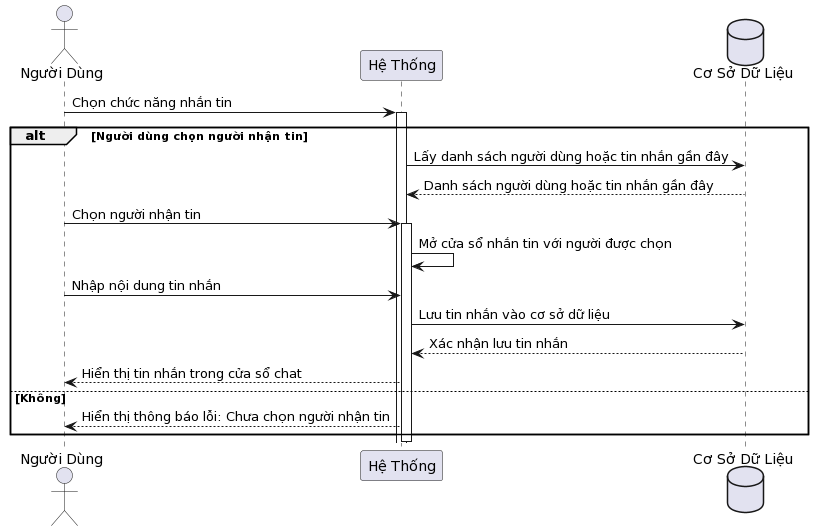 Người Dùng
Hệ Thống
Cơ Sở Dữ Liệu
Chọn chức năng nhắn tin
alt
[Người dùng chọn người nhận tin]
Lấy danh sách người dùng hoặc tin nhắn gần đây
Danh sách người dùng hoặc tin nhắn gần đây
Chọn người nhận tin
Mở cửa sổ nhắn tin với người được chọn
Nhập nội dung tin nhắn
Lưu tin nhắn vào cơ sở dữ liệu
Xác nhận lưu tin nhắn
Hiển thị tin nhắn trong cửa sổ chat
[Không]
Hiển thị thông báo lỗi: Chưa chọn người nhận tin
Người Dùng
Hệ Thống
Cơ Sở Dữ Liệu